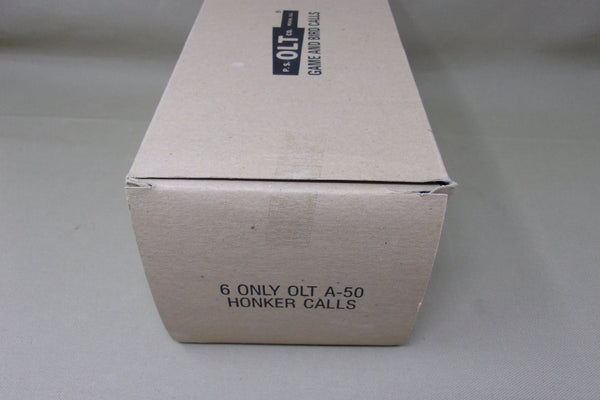 P.S. OLT CO.
GAME AND BIRD CALLS
6 ONLY OLT A-50
HONKER CALLS